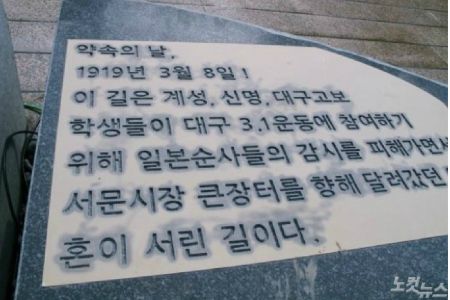 약속의 날,
1919년 3월 8일!
이 길은 계성, 신명, 대구고보
학생들이 대구 3.1운동에 참여하기
위해 일본순사들의 감시를 피해가면서
서문시장 큰장터를 향해 달려갔던
혼이 서린 길이다.
노컷뉴스